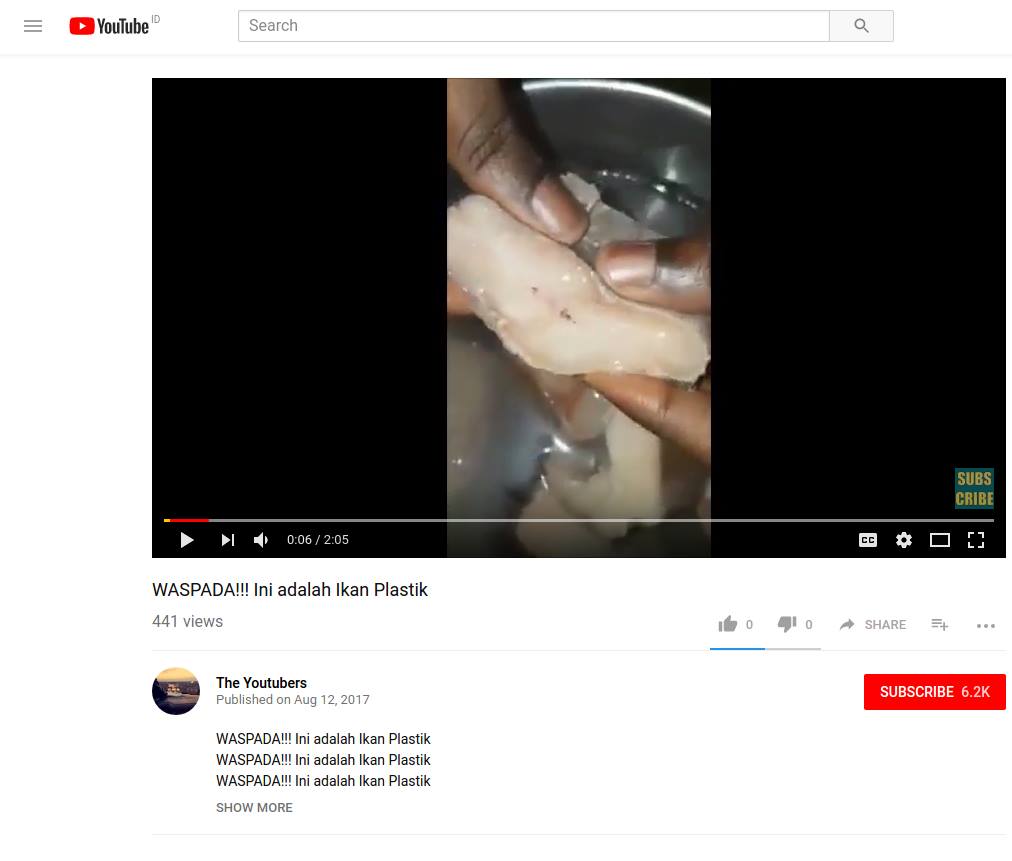 YouTube ID
Search
SUBS
CRIBE
0:06 / 2:05
CC
WASPADA!!! Ini adalah Ikan Plastik
441 views
0
0
SHARE
The Youtubers
Published on Aug 12, 2017
SUBSCRIBE 6.2K
WASPADA!!! Ini adalah Ikan Plastik
WASPADA!!! Ini adalah Ikan Plastik
WASPADA!!! Ini adalah Ikan Plastik
SHOW MORE